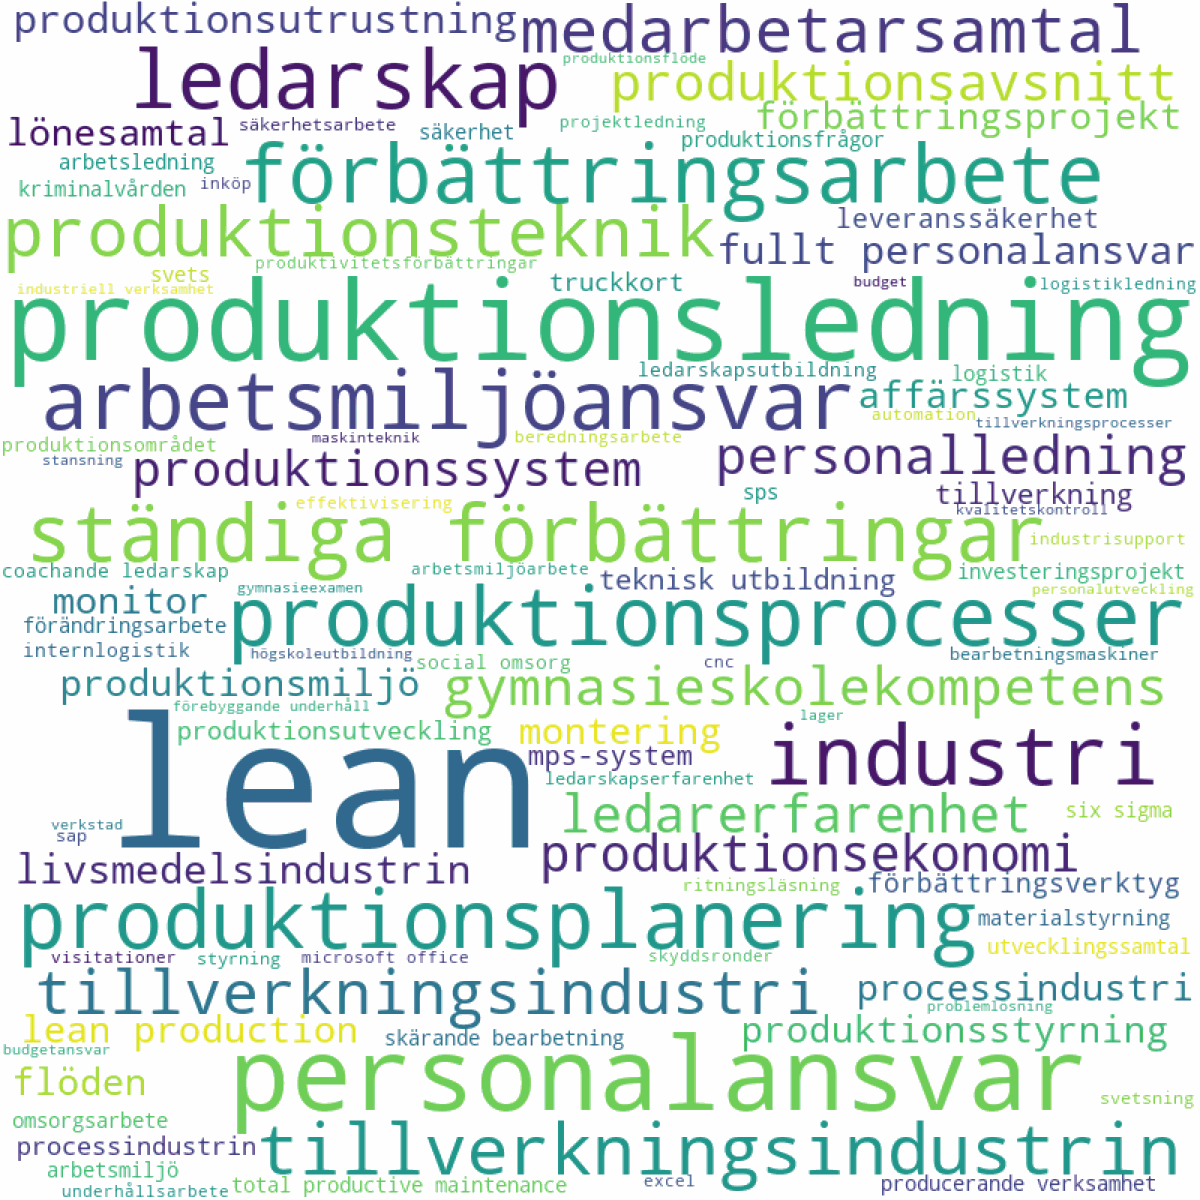 produktionsutrustning
medarbetarsamtal
ledarskap
produktionsflöde
produktionsavsnitt
lönesamtal
säkerhetsarbete
säkerhet
projektledning
förbättringsprojekt
produktionsfrågor
arbetsledning
kriminalvården
inköp
förbättringsarbete
produktionsteknik
leveranssäkerhet
fullt personalansvar
svets
produktivitetsförbättringar
truckkort
budget
logistikledning
industriell verksamhet
produktionsledning
ledarskapsutbildning
logistik
arbetsmiljöansvar
affärssystem
automation
tillverkningsprocesser
produktionsområdet
maskinteknik
beredningsarbete
stansning
produktionssystem
personalledning
sps
tillverkning
effektivisering
kvalitetskontroll
ständiga förbättringar
industrisupport
coachande ledarskap
arbetsmiljöarbete
teknisk utbildning
investeringsprojekt
gymnasieexamen
personalutveckling
monitor
produktionsprocesser
förändringsarbete
internlogistik
högskoleutbildning
social omsorg
cnc
bearbetningsmaskiner
produktionsmiljö
gymnasieskolekompetens
förebyggande underhåll
lager
produktionsutveckling
montering
lean
industri
mps-system
ledarskapserfarenhet
ledarerfarenhet
six sigma
verkstad
sap
livsmedelsindustrin
produktionsekonomi
ritningsläsning
förbättringsverktyg
produktionsplanering
materialstyrning
utvecklingssamtal
visitationer
styrning
microsoft office
skyddsronder
tillverkningsindustri
processindustri
problemlösning
lean production
skärande bearbetning
produktionsstyrning
budgetansvar
personalansvar
flöden
svetsning
omsorgsarbete
processindustrin
tillverkningsindustrin
arbetsmiljö
underhållsarbete
total productive maintenance
excel
producerande verksamhet